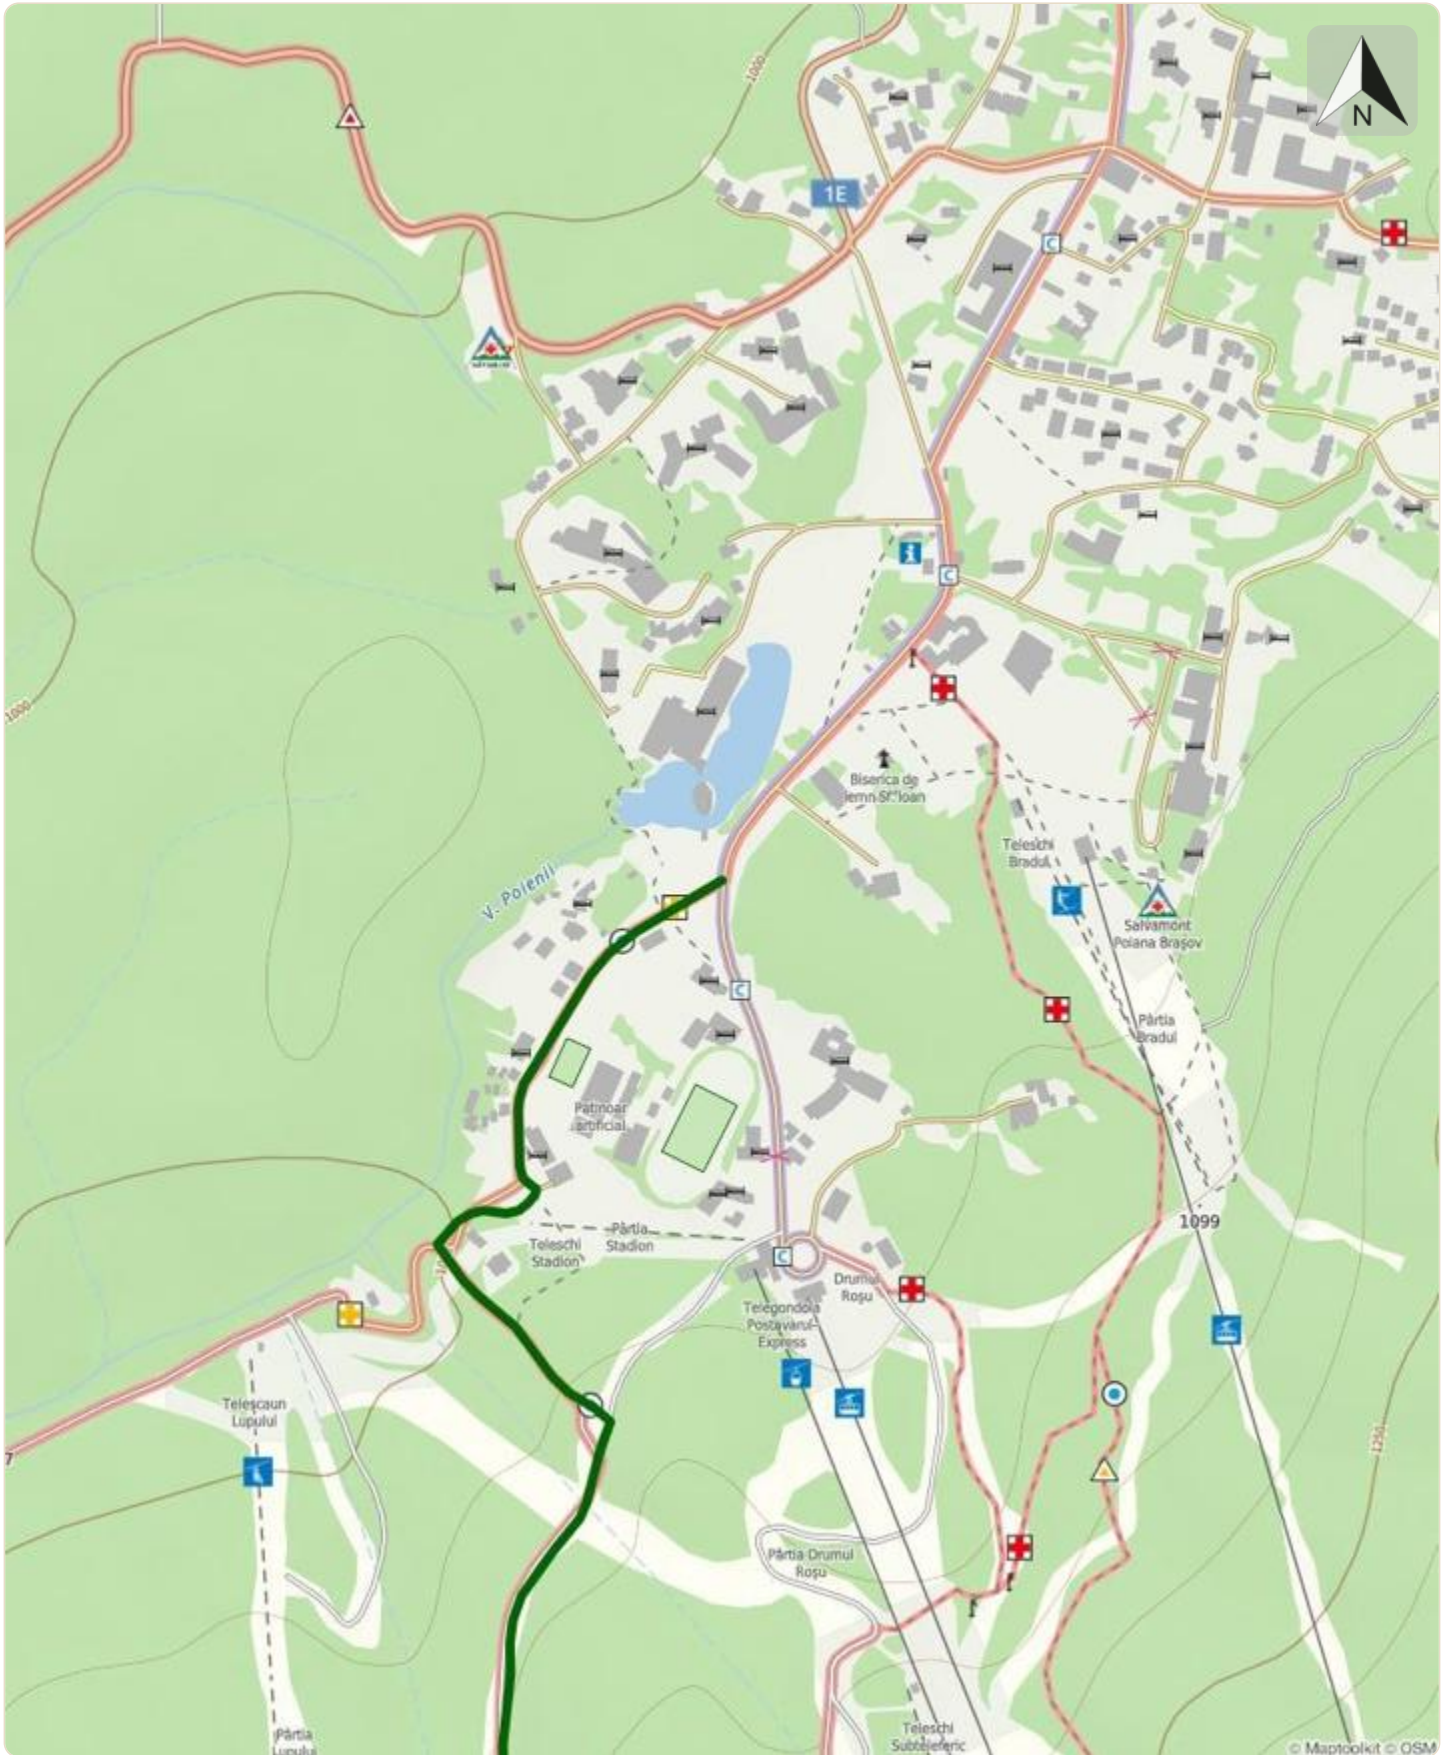 1000
N
1E
1000
Biserica de
lemn Sf. Ioan
Teleschi
Bradul
V. Poienii
Salvamont
Poiana Brașov
Pârtia
Bradul
Patinoar
artificial
1099
Pârtia
Stadion
Teleschi
Stadion
Drumul
Roșu
Telegondola
Postavarul-
Express
Telescaun
Lupului
1250
7
Pârtia Drumul
Roșu
Pârtia
Lupului
Teleschi
Subteleferic
© Maptoolkit © OSM